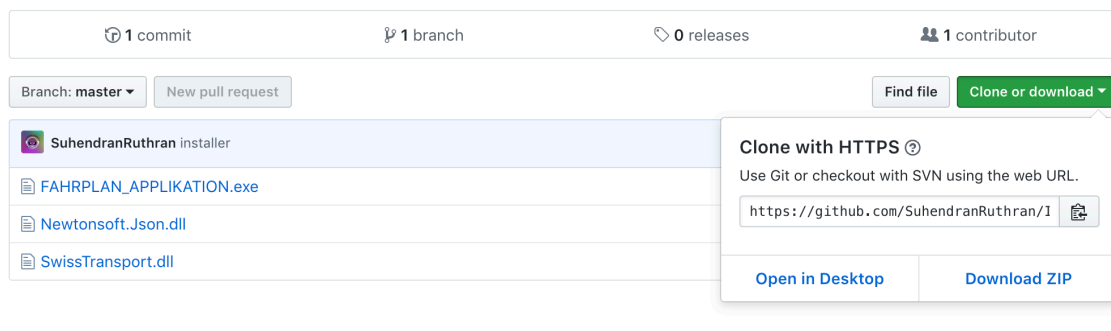 1 commit 1 branch 0 releases 1 contributor
Branch: master New pull request Find file Clone or download
SuhendranRuthran installer
FAHRPLAN_APPLIKATION.exe
Newtonsoft.Json.dll
SwissTransport.dll
Clone with HTTPS ?
Use Git or checkout with SVN using the web URL.
https://github.com/SuhendranRuthran/I
Open in Desktop Download ZIP